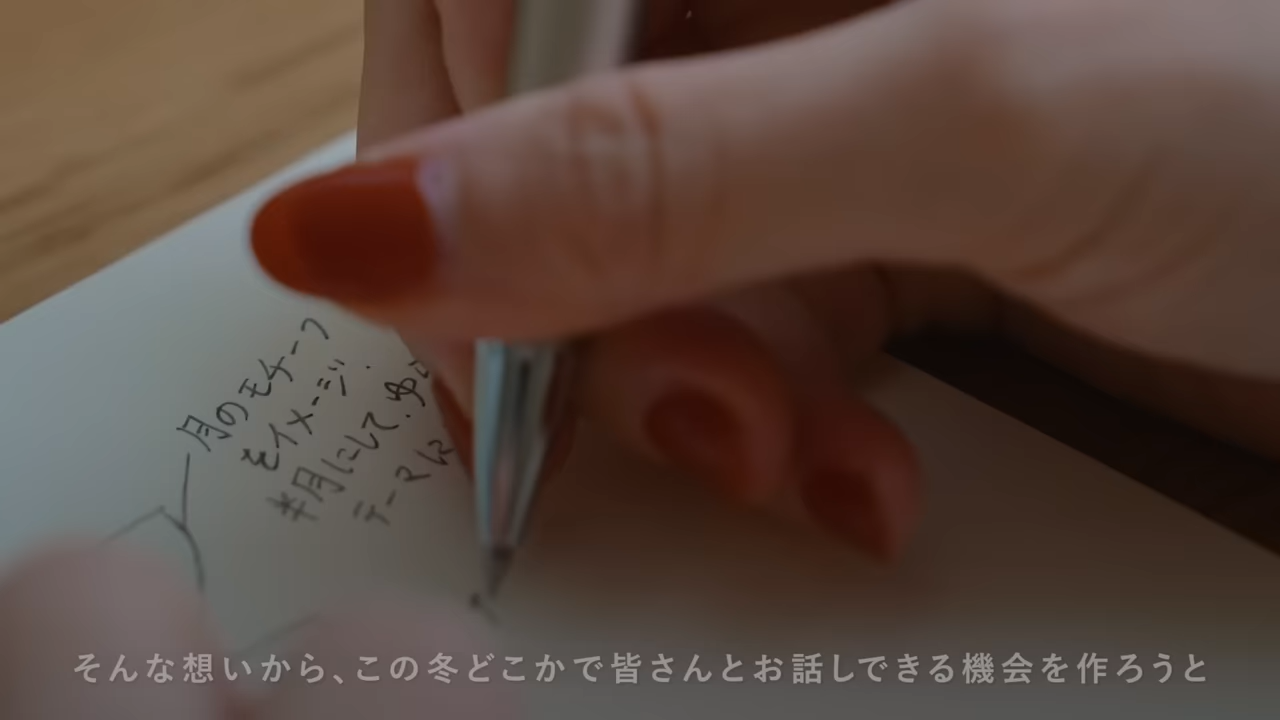 月のモチーフ
をイメージ.
半月にして.ゆ
テーマに
そんな想いから、この冬どこかで皆さんとお話しできる機会を作ろうと